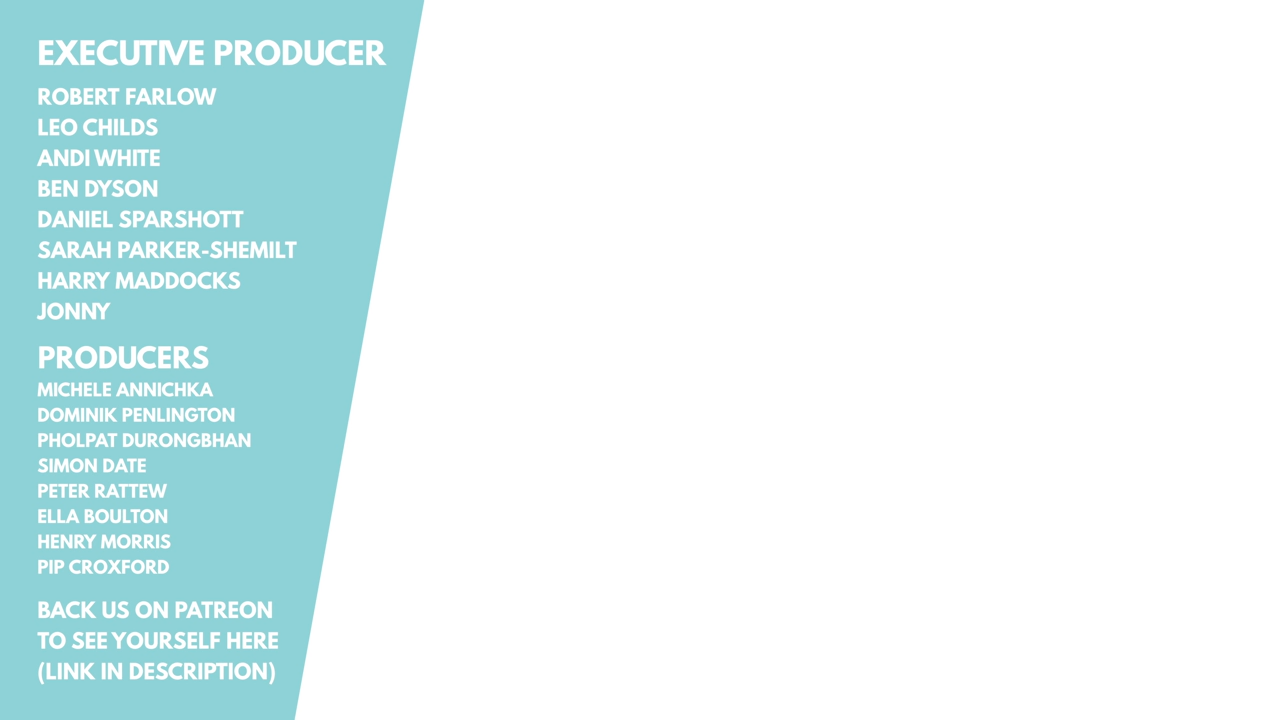 EXECUTIVE PRODUCER
ROBERT FARLOW
LEO CHILDS
ANDI WHITE
BEN DYSON
DANIEL SPARSHOTT
SARAH PARKER-SHEMILT
HARRY MADDOCKS
JONNY
PRODUCERS
MICHELE ANNICHKA
DOMINIK PENLINGTON
PHOLPAT DURONGBHAN
SIMON DATE
PETER RATTEW
ELLA BOULTON
HENRY MORRIS
PIP CROXFORD
BACK US ON PATREON
TO SEE YOURSELF HERE
(LINK IN DESCRIPTION)